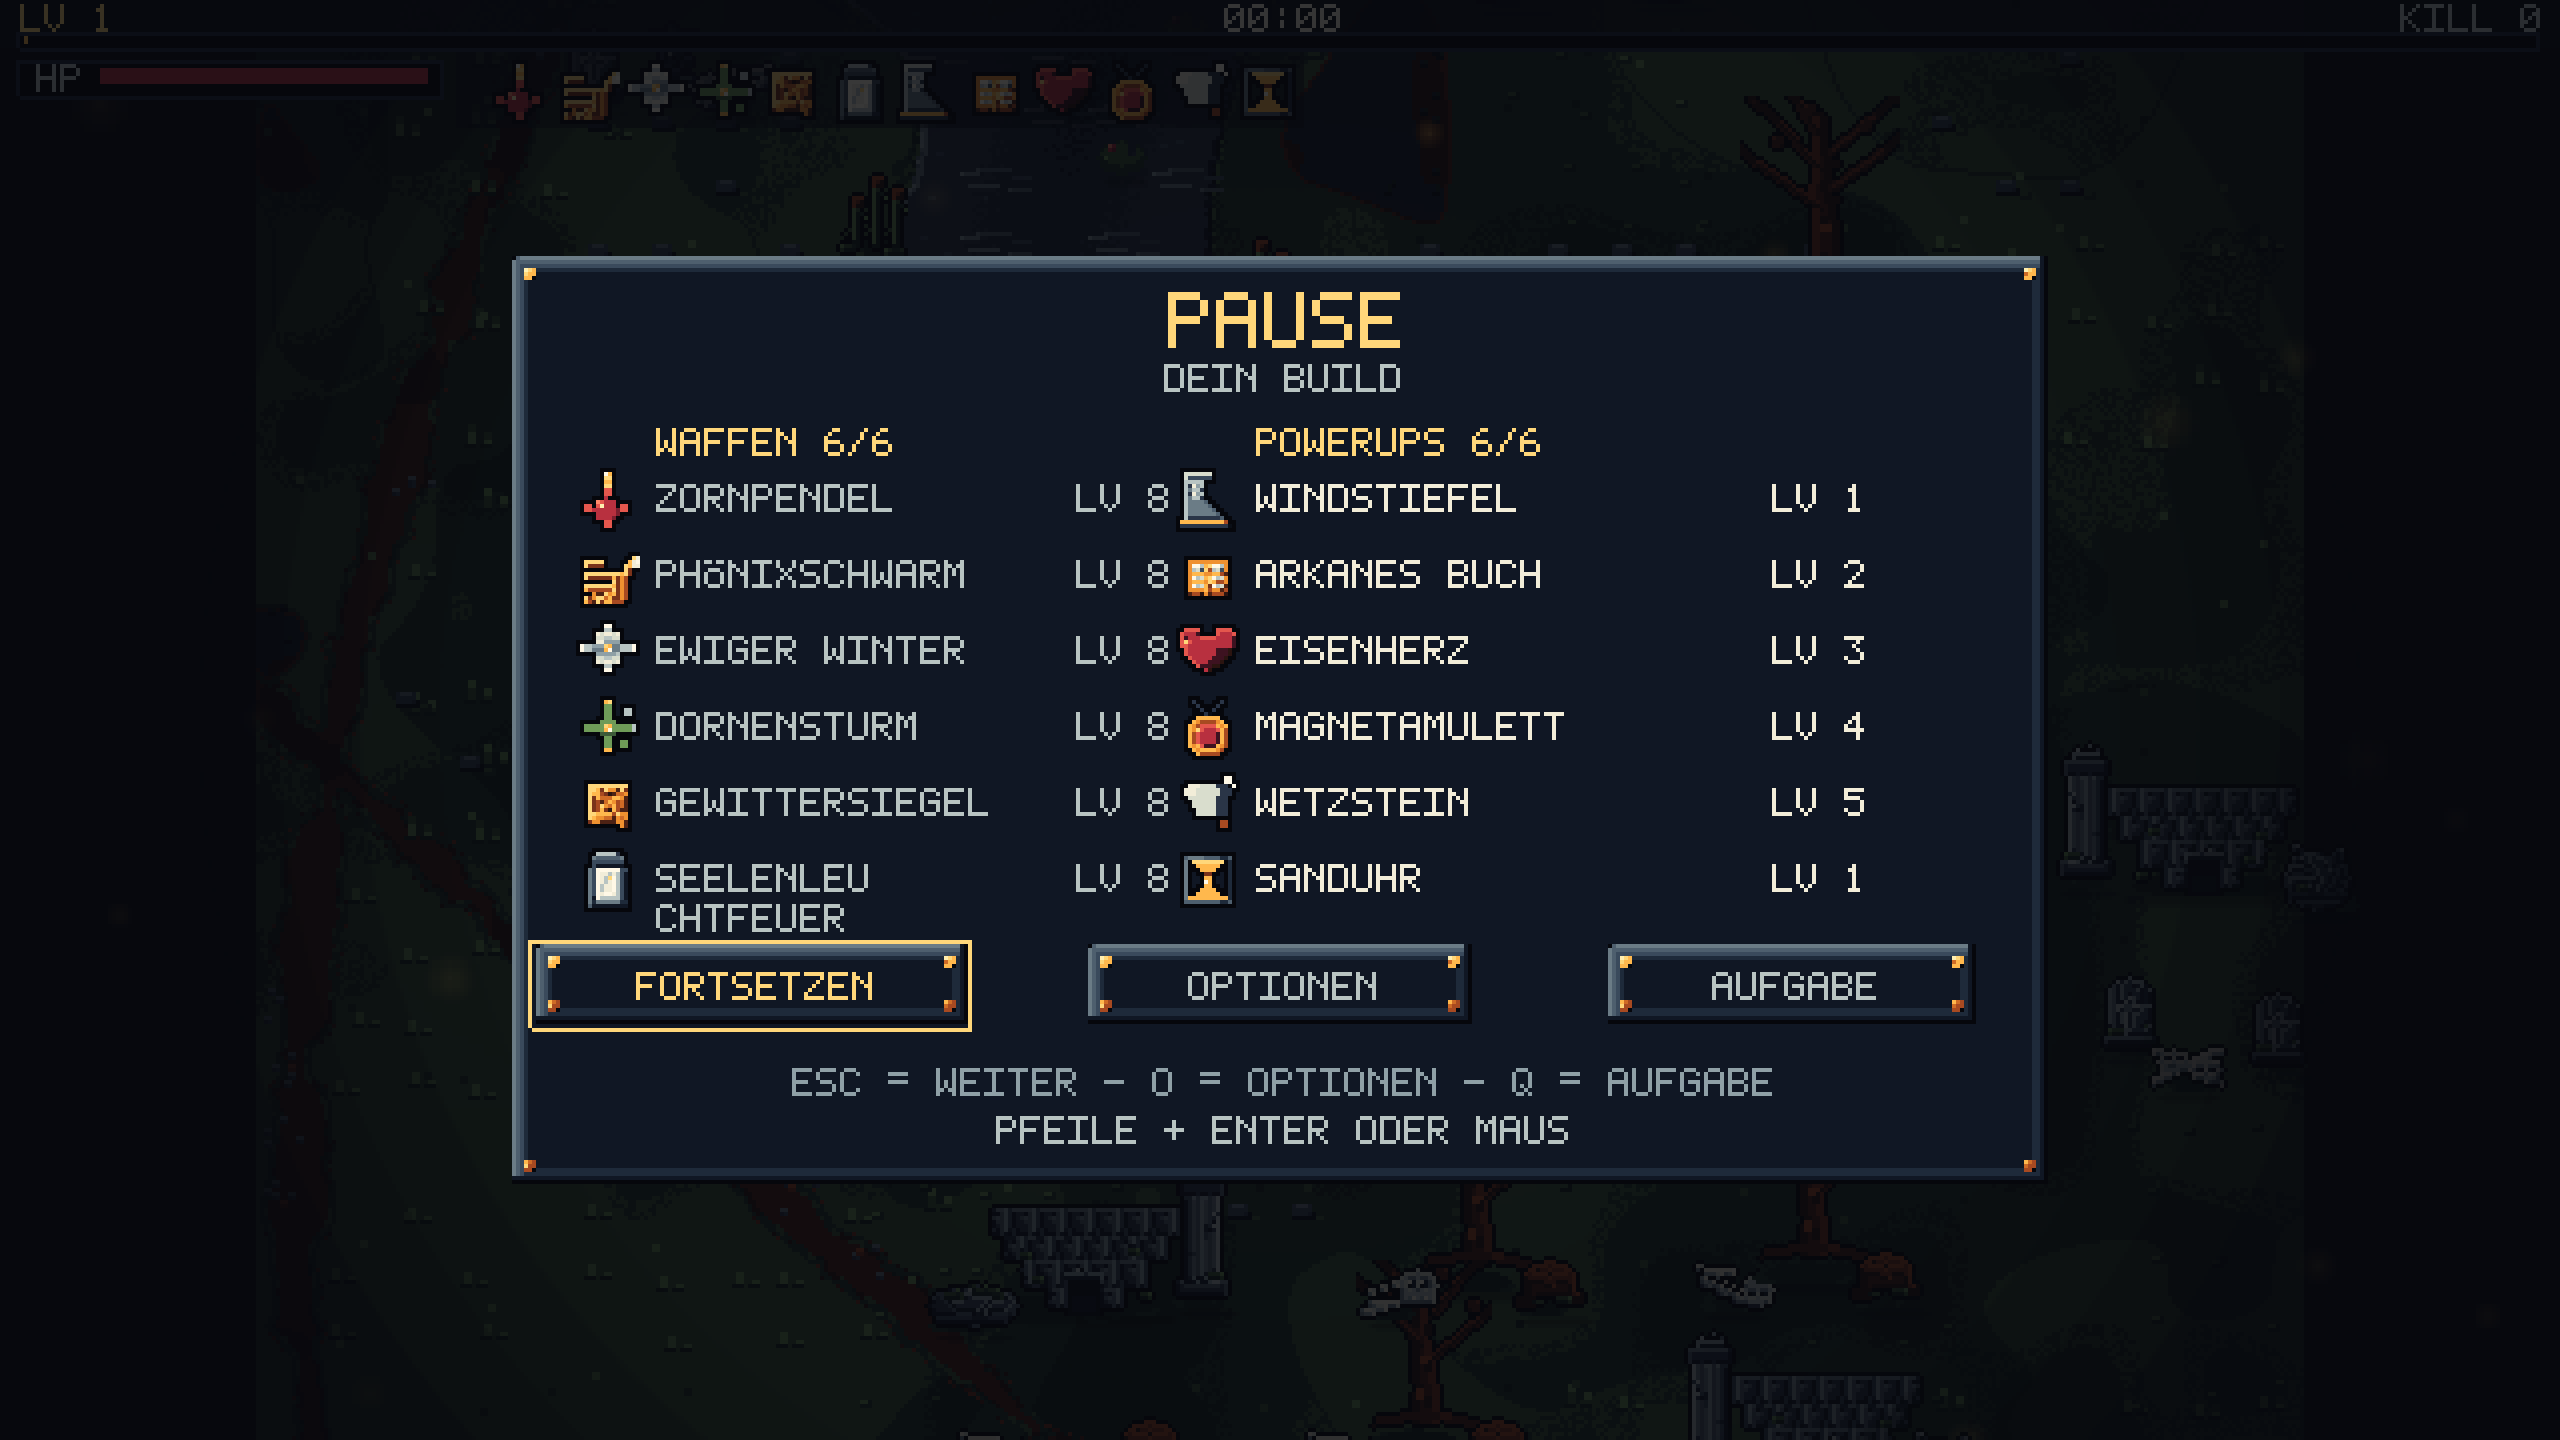 LV 1
00:00
KILL 0
HP
PAUSE
DEIN BUILD
WAFFEN 6/6
POWERUPS 6/6
ZORNPENDEL LV 8
WINDSTIEFEL LV 1
PHöNIXSCHWARM LV 8
ARKANES BUCH LV 2
EWIGER WINTER LV 8
EISENHERZ LV 3
DORNENSTURM LV 8
MAGNETAMULETT LV 4
GEWITTERSIEGEL LV 8
WETZSTEIN LV 5
SEELENLEU LV 8
CHTFEUER
SANDUHR LV 1
FORTSETZEN
OPTIONEN
AUFGABE
ESC = WEITER - O = OPTIONEN - Q = AUFGABE
PFEILE + ENTER ODER MAUS